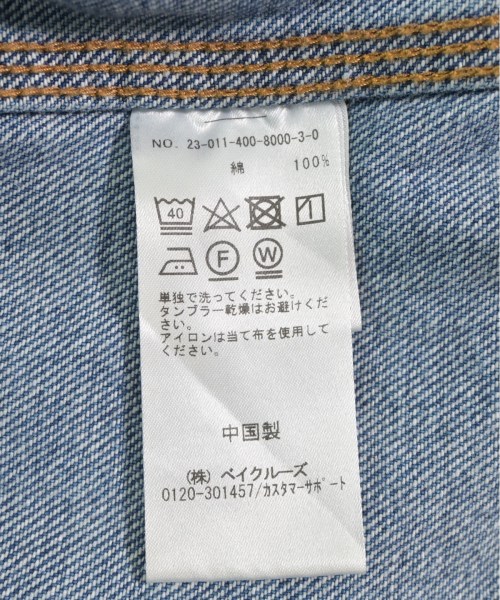 NO. 23-011-400-8000-3-0
綿 100%
40
F W
単独で洗ってください。
タンブラー乾燥はお避けくだ
さい。
アイロンは当て布を使用して
ください。
中国製
(株) ベイクルーズ
0120-301457/カスタマーサポート